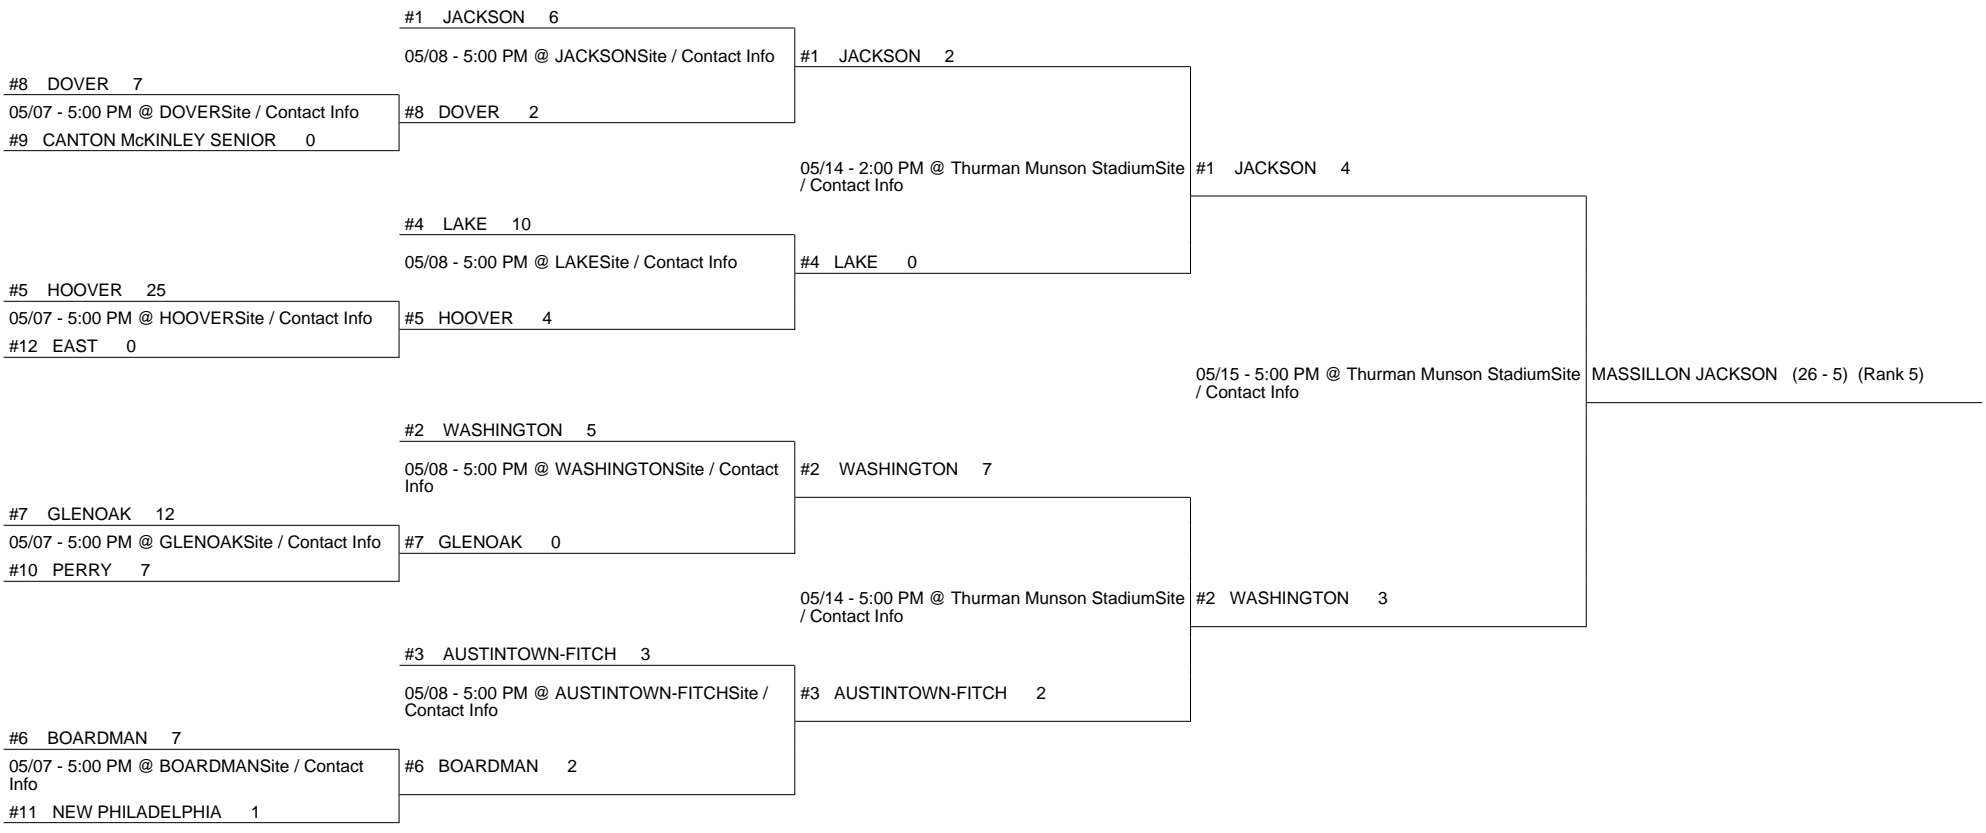 #1 JACKSON 6
05/08 - 5:00 PM @ JACKSONSite / Contact Info
#8 DOVER 2
#8 DOVER 7
05/07 - 5:00 PM @ DOVERSite / Contact Info
#9 CANTON McKINLEY SENIOR 0
#1 JACKSON 2
05/14 - 2:00 PM @ Thurman Munson StadiumSite
/ Contact Info
#4 LAKE 0
#1 JACKSON 4
#4 LAKE 10
05/08 - 5:00 PM @ LAKESite / Contact Info
#5 HOOVER 4
#5 HOOVER 25
05/07 - 5:00 PM @ HOOVERSite / Contact Info
#12 EAST 0
05/15 - 5:00 PM @ Thurman Munson StadiumSite
/ Contact Info
MASSILLON JACKSON (26 - 5) (Rank 5)
#2 WASHINGTON 5
05/08 - 5:00 PM @ WASHINGTONSite / Contact
Info
#7 GLENOAK 0
#7 GLENOAK 12
05/07 - 5:00 PM @ GLENOAKSite / Contact Info
#10 PERRY 7
#2 WASHINGTON 7
05/14 - 5:00 PM @ Thurman Munson StadiumSite
/ Contact Info
#3 AUSTINTOWN-FITCH 2
#2 WASHINGTON 3
#3 AUSTINTOWN-FITCH 3
05/08 - 5:00 PM @ AUSTINTOWN-FITCHSite /
Contact Info
#6 BOARDMAN 2
#6 BOARDMAN 7
05/07 - 5:00 PM @ BOARDMANSite / Contact
Info
#11 NEW PHILADELPHIA 1